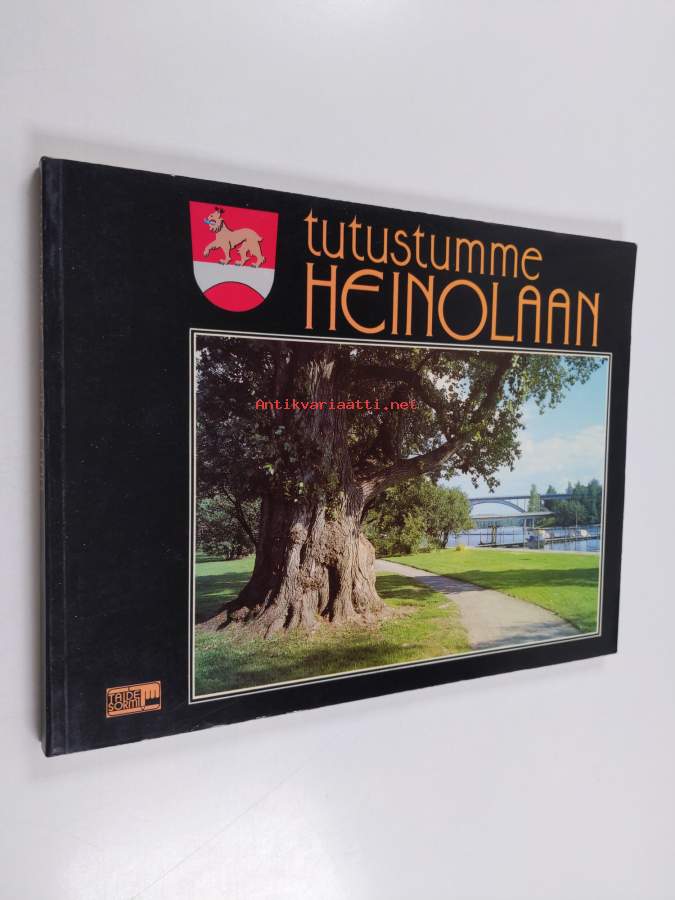 tutustumme
HEINOLAAN
Antikvariaatti.net
TAIDE
SORMI